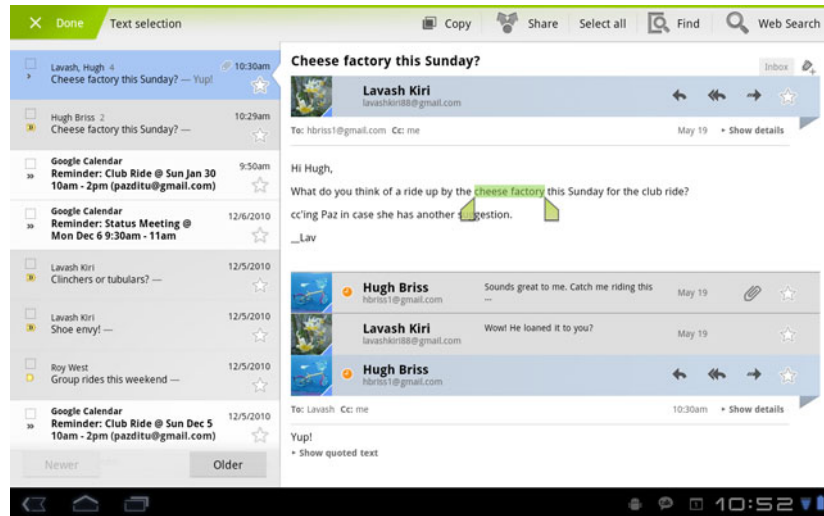 Done Text selection Copy Share Select all Find Web Search
Lavash, Hugh 4 10:30am
Cheese factory this Sunday? — Yup!
Hugh Briss 2 10:29am
Cheese factory this Sunday? —
Google Calendar 9:50am
Reminder: Club Ride @ Sun Jan 30
10am - 2pm (pazditu@gmail.com)
Google Calendar 12/6/2010
Reminder: Status Meeting @
Mon Dec 6 9:30am - 11am
Lavash Kiri 12/5/2010
Clinchers or tubulars? —
Lavash Kiri 12/5/2010
Shoe envy! —
Roy West 12/5/2010
Group rides this weekend —
Google Calendar 12/5/2010
Reminder: Club Ride @ Sun Dec 5
10am - 2pm (pazditu@gmail.com)
Newer Older
Cheese factory this Sunday?
Inbox
Lavash Kiri
lavashkiri88@gmail.com
To: hbriss1@gmail.com Cc: me May 19 Show details
Hi Hugh,
What do you think of a ride up by the cheese factory this Sunday for the club ride?
cc'ing Paz in case she has another suggestion.
__Lav
Hugh Briss Sounds great to me. Catch me riding this May 19
hbriss1@gmail.com —
Lavash Kiri Wow! He loaned it to you? May 19
lavashkiri88@gmail.com
Hugh Briss
hbriss1@gmail.com
To: Lavash Cc: me 10:30am Show details
Yup!
Show quoted text
1 10:52